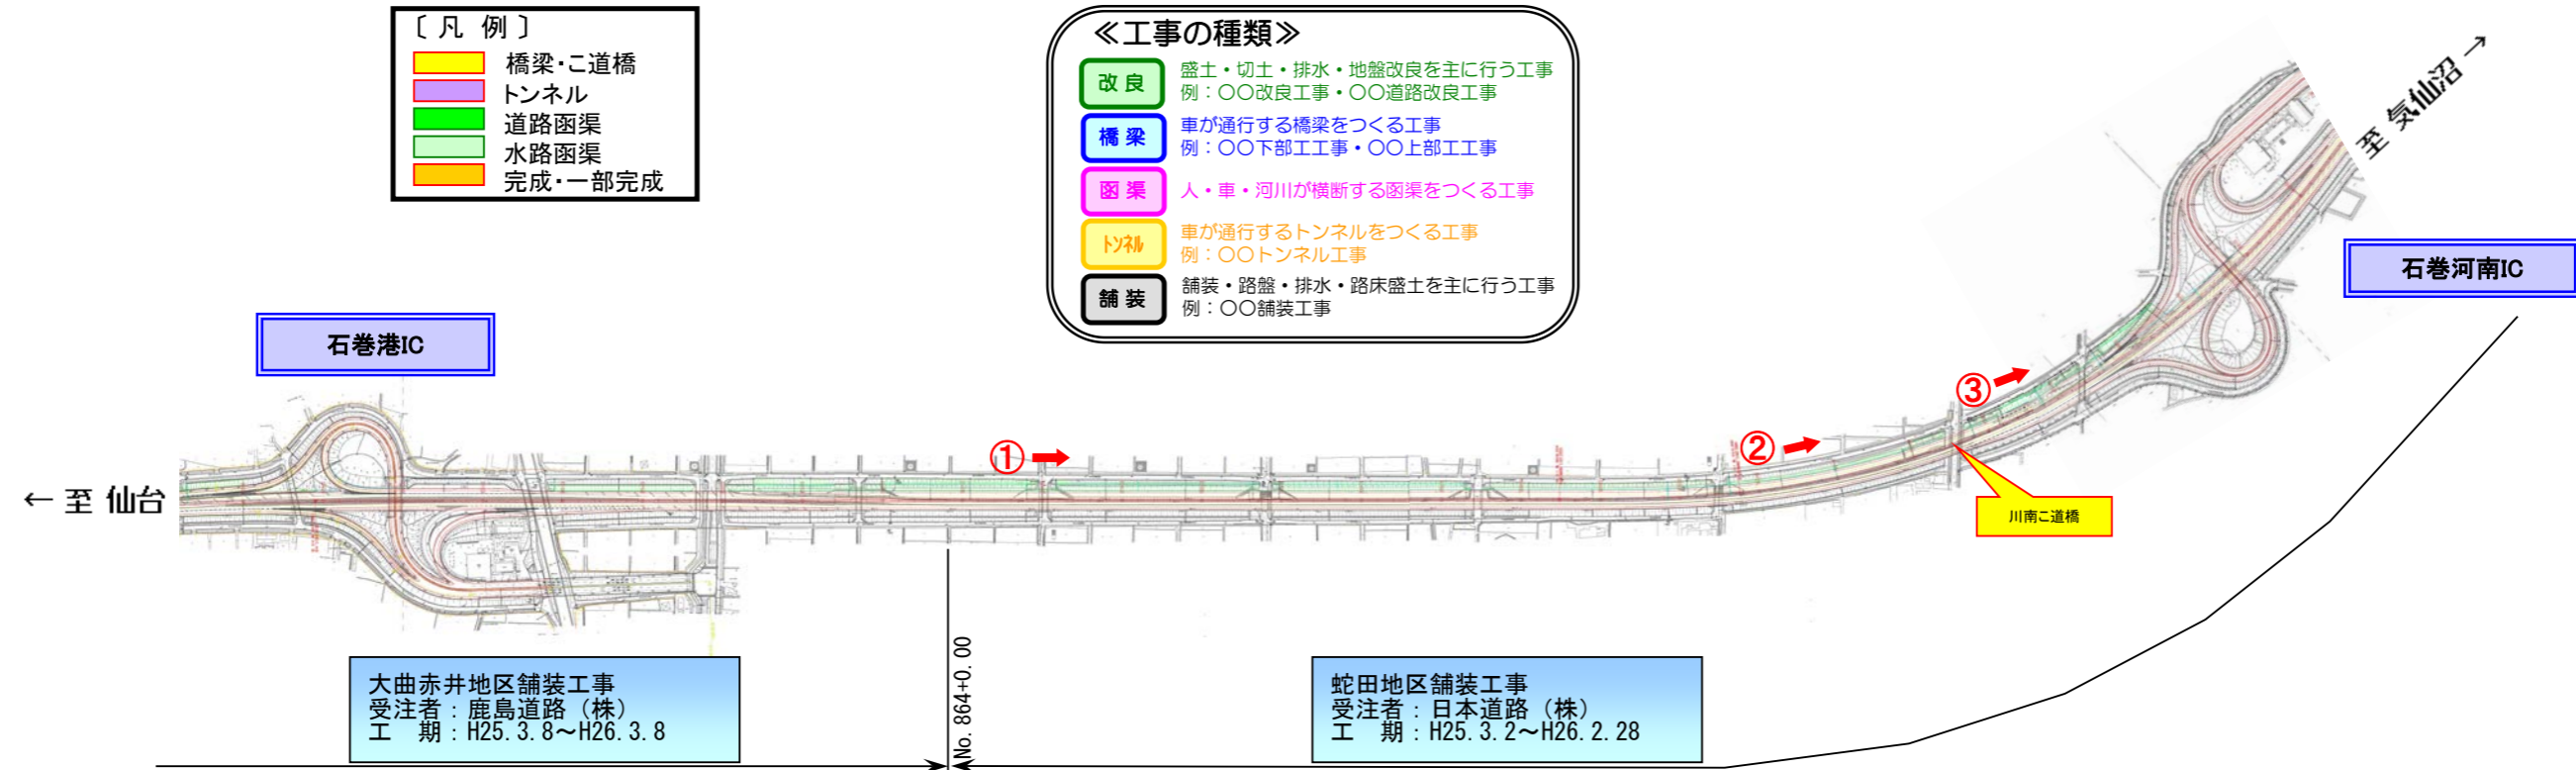 〔 凡 例 〕
橋梁・こ道橋
トンネル
道路函渠
水路函渠
完成・一部完成
≪工事の種類≫
改良
盛土・切土・排水・地盤改良を主に行う工事
例：〇〇改良工事・〇〇道路改良工事
橋梁
車が通行する橋梁をつくる工事
例：〇〇下部工工事・〇〇上部工工事
函渠
人・車・河川が横断する函渠をつくる工事
トンネル
車が通行するトンネルをつくる工事
例：〇〇トンネル工事
舗装
舗装・路盤・排水・路床盛土を主に行う工事
例：〇〇舗装工事
至 気仙沼 →
石巻河南IC
石巻港IC
← 至 仙台
①
②
③
川南こ道橋
大曲赤井地区舗装工事
受注者：鹿島道路（株）
工　期：H25.3.8～H26.3.8
No.864+0.00
蛇田地区舗装工事
受注者：日本道路（株）
工　期：H25.3.2～H26.2.28